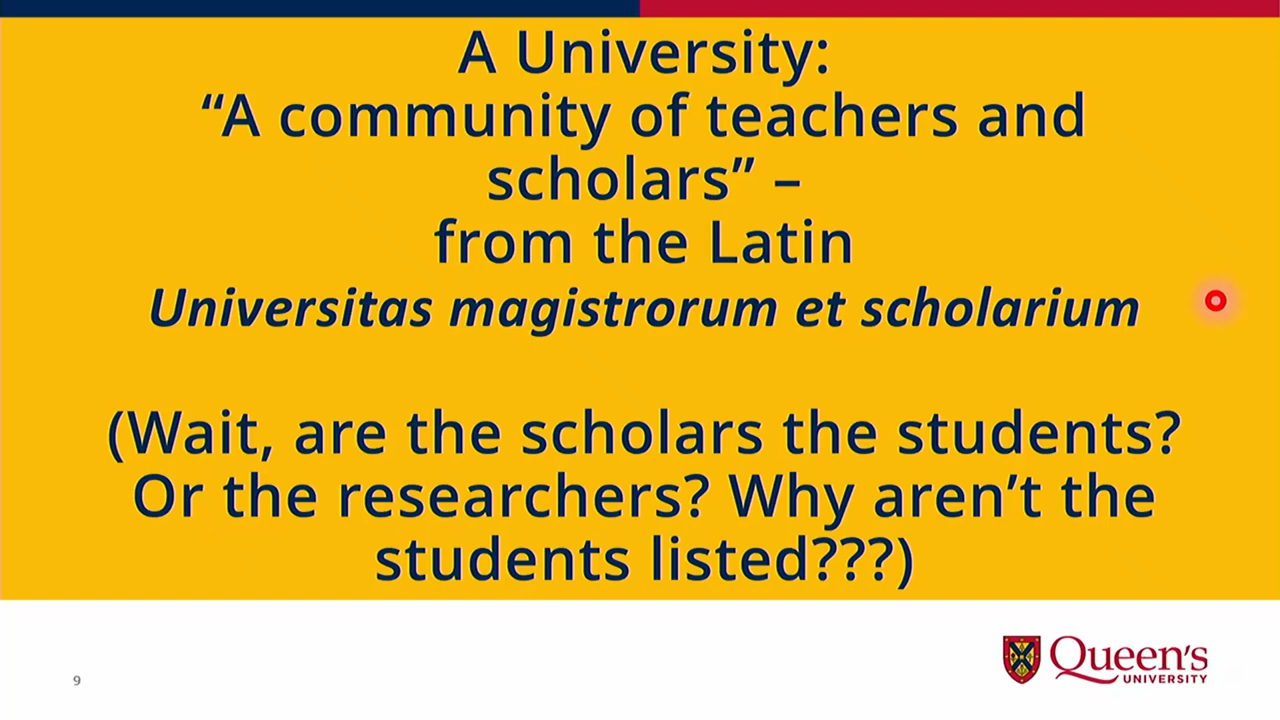 A University:
“A community of teachers and
scholars” –
from the Latin
Universitas magistrorum et scholarium
(Wait, are the scholars the students?
Or the researchers? Why aren’t the
students listed???)
Queen's
UNIVERSITY
9